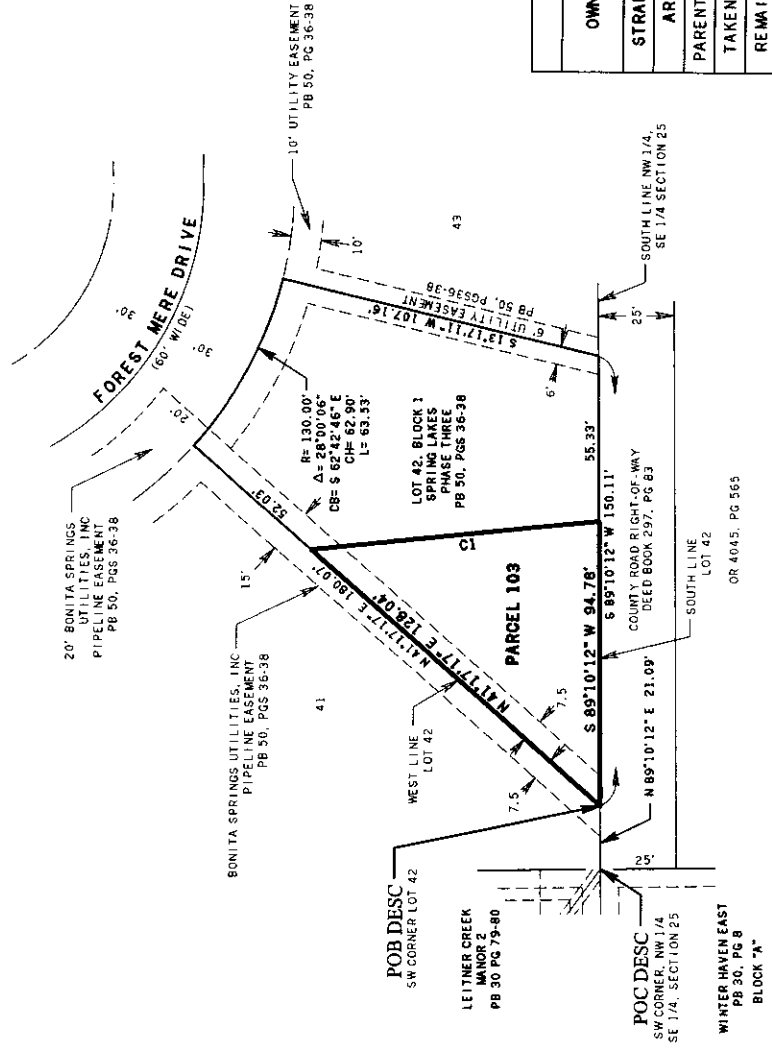 10' UTILITY EASEMENT
PB 50, PG 36-38
FOREST MERE DRIVE
(60' WIDE)
30'
30'
30'
20' BONITA SPRINGS
UTILITIES, INC
PIPELINE EASEMENT
PB 50, PGS 36-38
20'
15'
10'
BONITA SPRINGS UTILITIES, INC
PIPELINE EASEMENT
PB 50, PGS 36-38
R= 130.00'
Δ= 28°00'06"
CB= S 62°42'46" E
CH= 62.90'
L= 63.53'
43
6' UTILITY EASEMENT
PB 50, PGS36-38
S 13°17'11" W 107.16'
6'
52.03'
N 41°17'17" E 180.07'
N 41°17'17" E 128.04'
LOT 42, BLOCK 1
SPRING LAKES
PHASE THREE
PB 50, PGS 36-38
C1
PARCEL 103
41
WEST LINE
LOT 42
7.5
7.5
SOUTH LINE NW 1/4,
SE 1/4 SECTION 25
55.33'
S 89°10'12" W 94.78'
S 89°10'12" W 150.11'
25'
COUNTY ROAD RIGHT-OF-WAY
DEED BOOK 297, PG 83
SOUTH LINE
LOT 42
OR 4045, PG 565
N 89°10'12" E 21.09'
25'
POB DESC
SW CORNER LOT 42
LEITNER CREEK
MANOR 2
PB 30 PG 79-80
POC DESC
SW CORNER, NW 1/4
SE 1/4, SECTION 25
WINTER HAVEN EAST
PB 30, PG 8
BLOCK "A"
OWN
STRA
AR
PARENT
TAKEN
REMAI